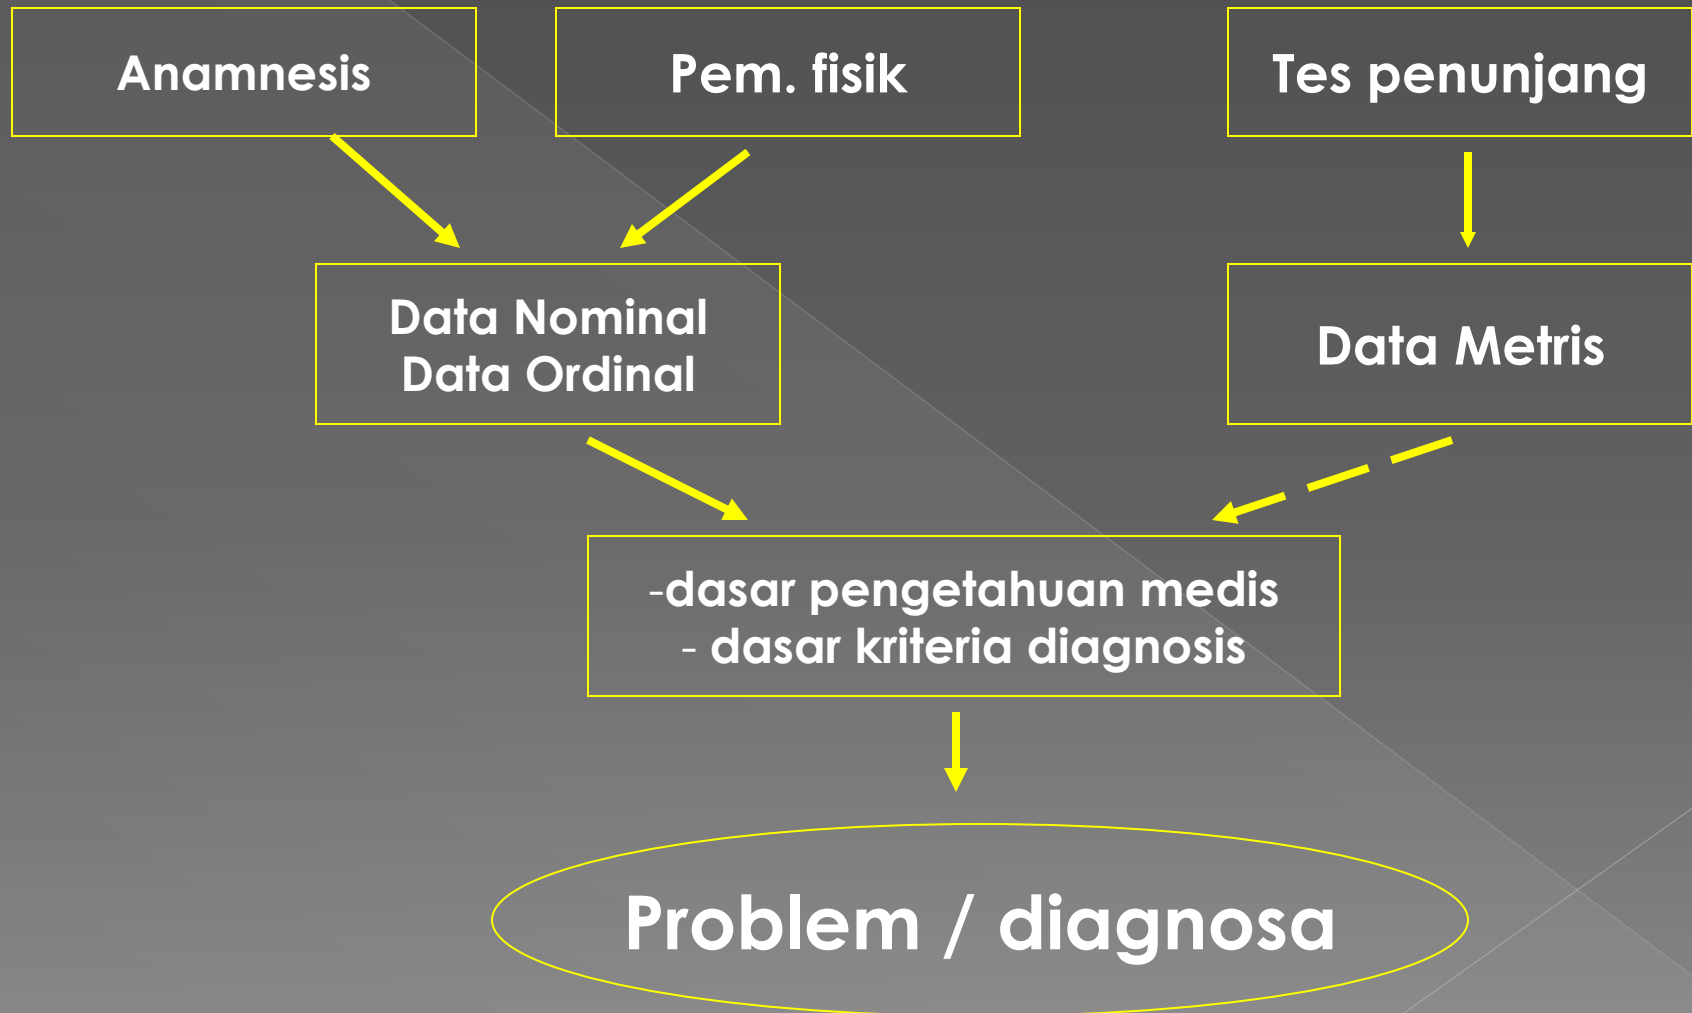 Anamnesis
Pem. fisik
Tes penunjang
Data Nominal
Data Ordinal
Data Metris
-dasar pengetahuan medis
- dasar kriteria diagnosis
Problem / diagnosa